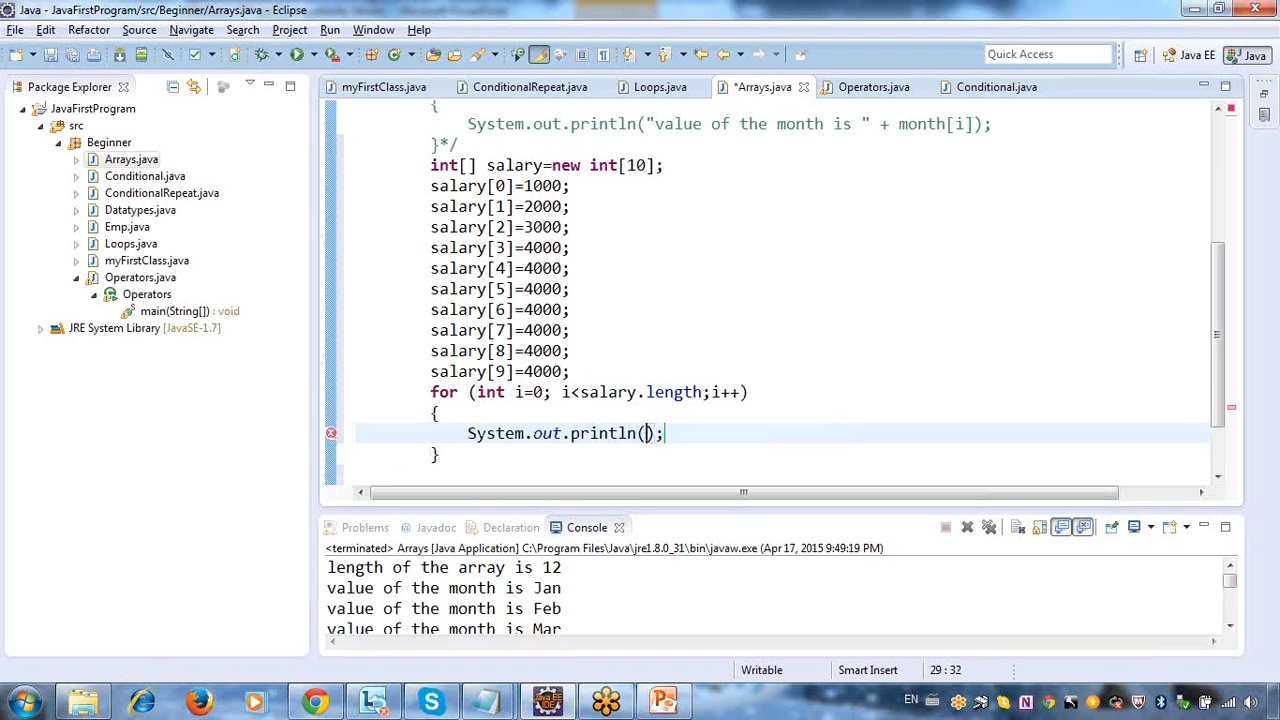 Java - JavaFirstProgram/src/Beginner/Arrays.java - Eclipse
File Edit Refactor Source Navigate Search Project Run Window Help
Quick Access
Java EE
Java
Package Explorer
myFirstClass.java
ConditionalRepeat.java
Loops.java
*Arrays.java
Operators.java
Conditional.java
JavaFirstProgram
src
Beginner
Arrays.java
Conditional.java
ConditionalRepeat.java
Datatypes.java
Emp.java
Loops.java
myFirstClass.java
Operators.java
Operators
main(String[]) : void
JRE System Library [JavaSE-1.7]
{
System.out.println("value of the month is " + month[i]);
}*/
int[] salary=new int[10];
salary[0]=1000;
salary[1]=2000;
salary[2]=3000;
salary[3]=4000;
salary[4]=4000;
salary[5]=4000;
salary[6]=4000;
salary[7]=4000;
salary[8]=4000;
salary[9]=4000;
for (int i=0; i<salary.length;i++)
{
System.out.println();
}
Problems Javadoc Declaration Console
<terminated> Arrays [Java Application] C:\Program Files\Java\jre1.8.0_31\bin\javaw.exe (Apr 17, 2015 9:49:19 PM)
length of the array is 12
value of the month is Jan
value of the month is Feb
value of the month is Mar
Writable
Smart Insert
29 : 32
EN